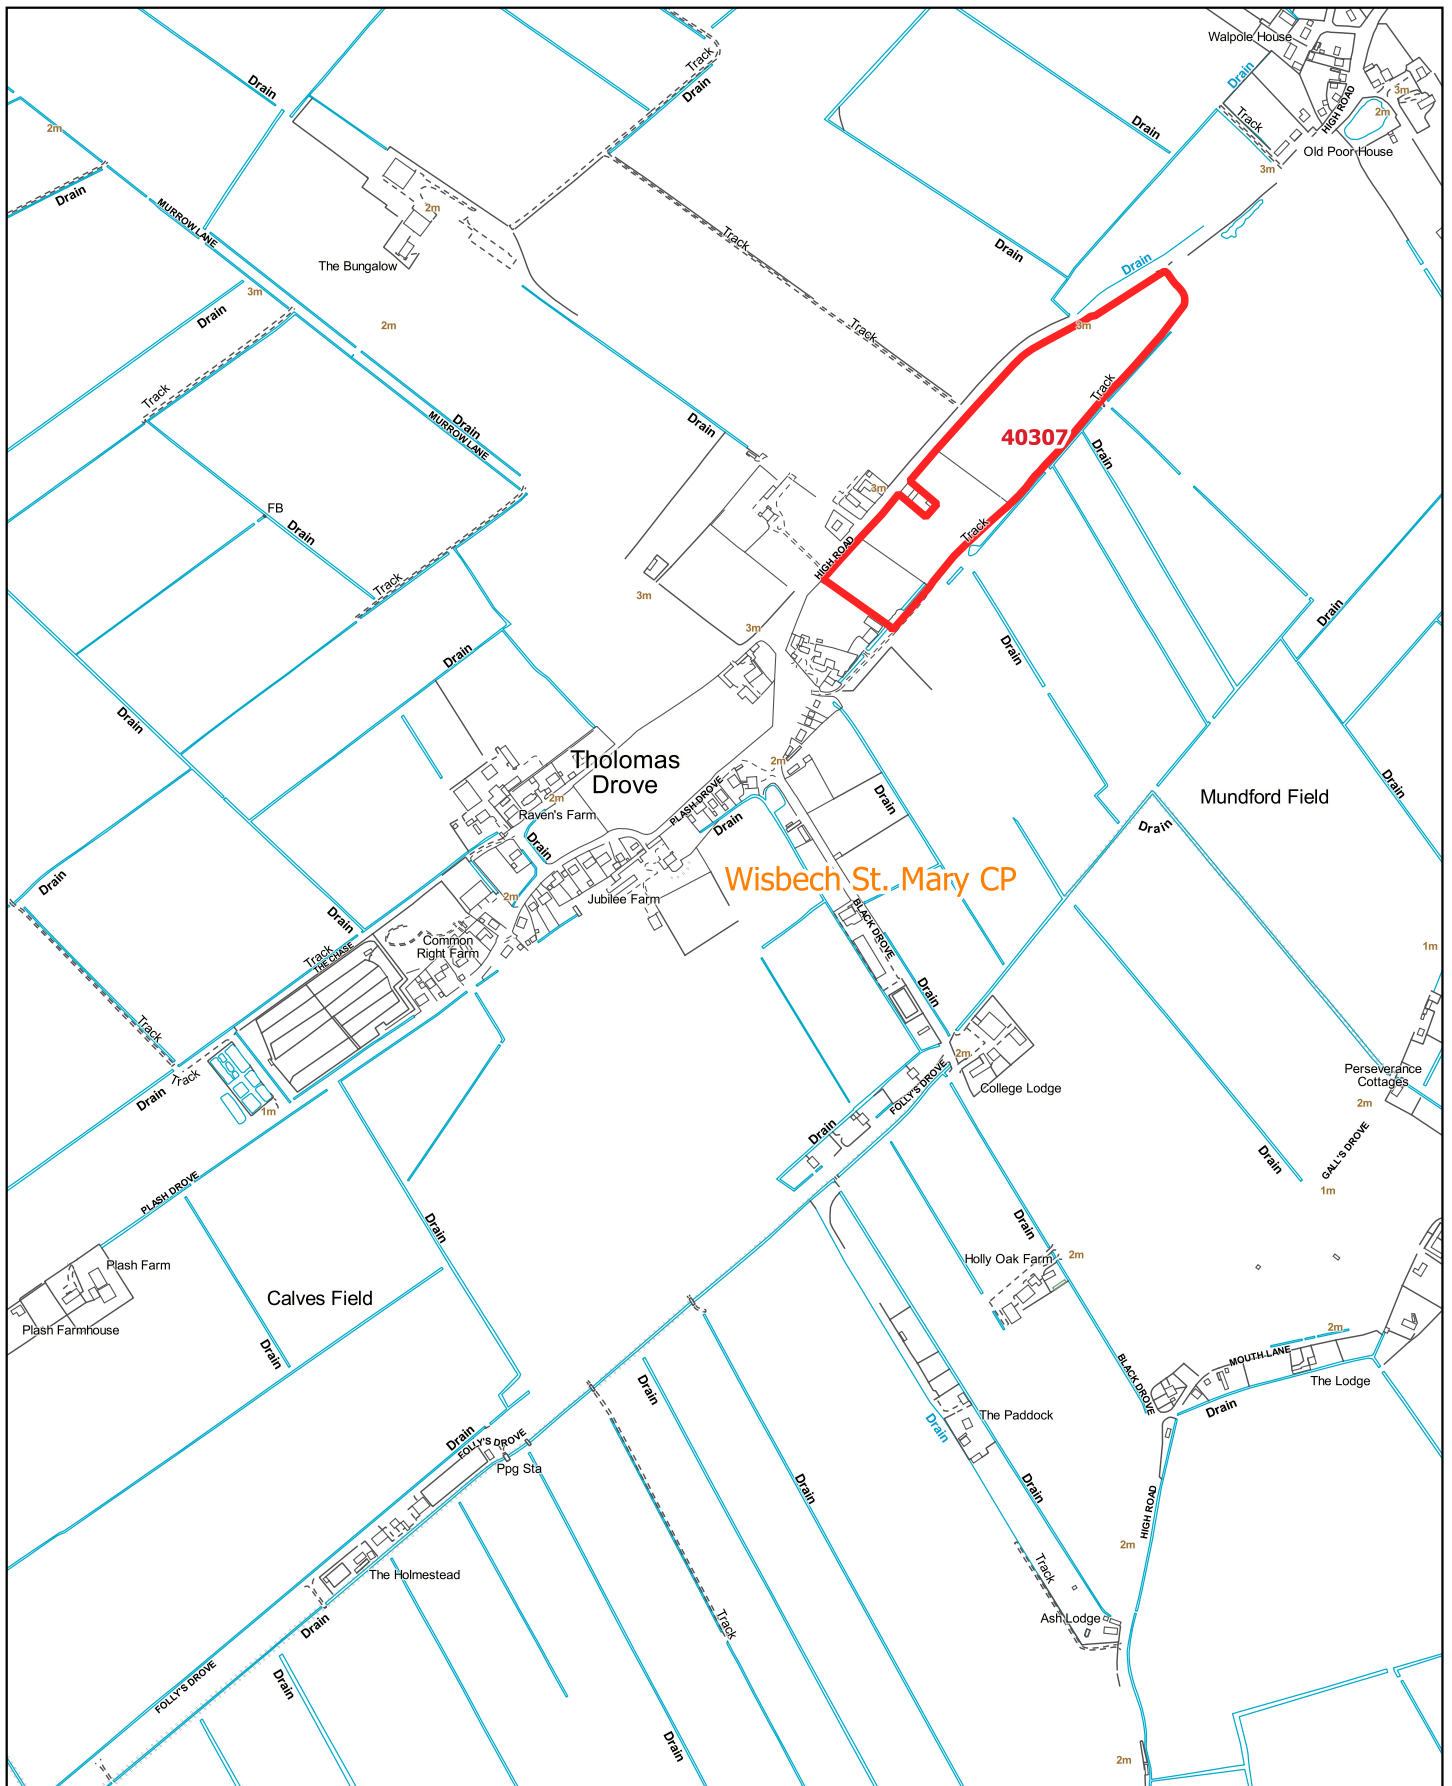 Walpole House
Track
Drain
Drain
Drain
HIGH ROAD
3m
2m
2m
Drain
Track
Old Poor House
3m
Drain
MURROW LANE
2m
Track
Drain
Drain
The Bungalow
3m
2m
Drain
3m
Track
Track
Track
Drain
MURROW LANE
Drain
40307
Drain
3m
FB
Drain
Track
HIGH ROAD
Track
3m
3m
Drain
Drain
Drain
Drain
Tholomas
Drove
2m
Raven's Farm
2m
PLASH DROVE
Drain
Drain
Drain
Mundford Field
Drain
Drain
Drain
2m
Jubilee Farm
Wisbech St. Mary CP
Drain
BLACK DROVE
Common
Right Farm
Track
THE CHASE
1m
Drain
Track
Track
Drain
1m
2m
FOLLY'S DROVE
College Lodge
Perseverance
Cottages
2m
Drain
GALL'S DROVE
Drain
1m
PLASH DROVE
Drain
Drain
Holly Oak Farm
2m
Plash Farm
Calves Field
Plash Farmhouse
Drain
2m
MOUTH LANE
The Lodge
BLACK DROVE
Drain
Drain
The Paddock
Drain
Drain
FOLLY'S DROVE
Ppg Sta
Drain
Drain
HIGH ROAD
2m
Track
The Holmestead
Drain
Track
Ash Lodge
FOLLY'S DROVE
Drain
Drain
2m